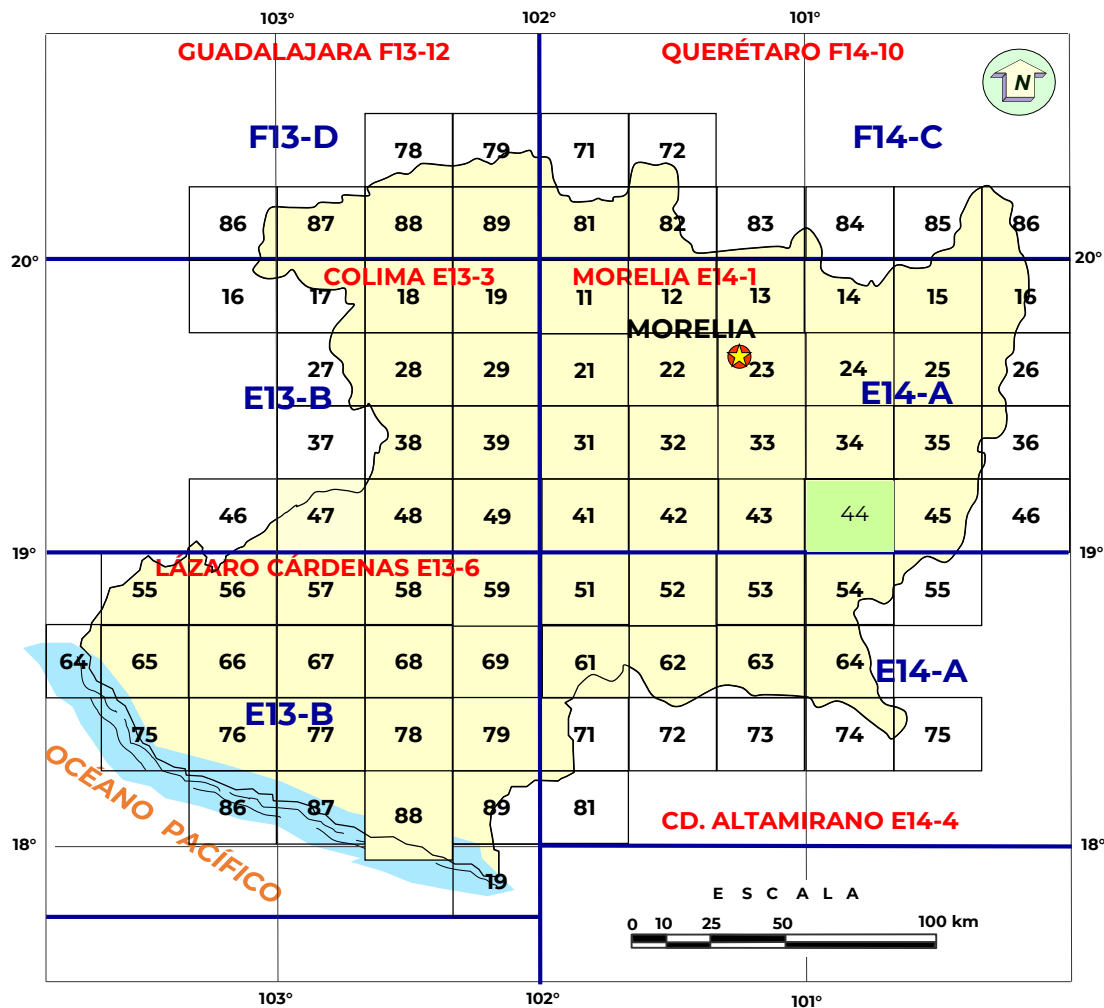 103° 102° 101°
GUADALAJARA F13-12 QUERÉTARO F14-10
N
F13-D F14-C
78 79 71 72
86 87 88 89 81 82 83 84 85 86
20° 20°
COLIMA E13-3 MORELIA E14-1
16 17 18 19 11 12 13 14 15 16
MORELIA
27 28 29 21 22 23 24 25 26
E13-B E14-A
37 38 39 31 32 33 34 35 36
46 47 48 49 41 42 43 44 45 46
19° 19°
LÁZARO CÁRDENAS E13-6
55 56 57 58 59 51 52 53 54 55
64 65 66 67 68 69 61 62 63 64
E14-A
E13-B
75 76 77 78 79 71 72 73 74 75
OCÉANO PACÍFICO
86 87 88 89 81
CD. ALTAMIRANO E14-4
18° 18°
19
E S C A L A
0 10 25 50 100 km
103° 102° 101°